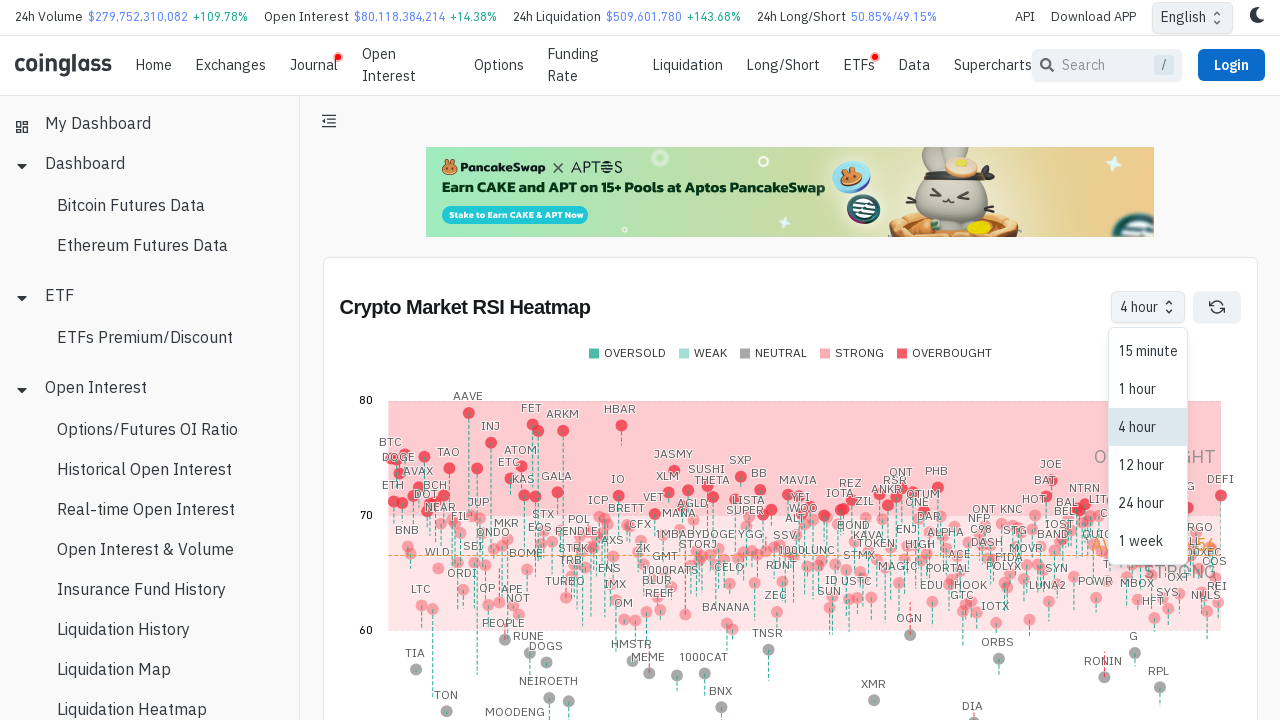 24h Volume $279,752,310,082 +109.78% Open Interest $80,118,384,214 +14.38% 24h Liquidation $509,601,780 +143.68% 24h Long/Short 50.85%/49.15% API Download APP English
coinglass Home Exchanges Journal Open Interest Options Funding Rate Liquidation Long/Short ETFs Data Supercharts Search / Login
My Dashboard
Dashboard
Bitcoin Futures Data
Ethereum Futures Data
ETF
ETFs Premium/Discount
Open Interest
Options/Futures OI Ratio
Historical Open Interest
Real-time Open Interest
Open Interest & Volume
Insurance Fund History
Liquidation History
Liquidation Map
Liquidation Heatmap
PancakeSwap × APTOS
Earn CAKE and APT on 15+ Pools at Aptos PancakeSwap
Stake to Earn CAKE & APT Now
Crypto Market RSI Heatmap
4 hour
15 minute
1 hour
4 hour
12 hour
24 hour
1 week
OVERSOLD WEAK NEUTRAL STRONG OVERBOUGHT
80
AAVE
FET
ARKM
HBAR
INJ
BTC
DOGE
TAO
ATOM
ETC
JASMY
SXP
JOE
AVAX
KAS
GALA
IO
XLM
SUSHI
THETA
BB
MAVIA
REZ
ONT
RSR
PHB
BAT
DEFI
ETH
BCH
DOT
NEAR
JUP
ICP
BRETT
VET
MANA
AGLD
LISTA
SUPER
YFI
WOO
ALT
IOTA
ZIL
ANKR
QTUM
ONE
HOT
NTRN
BAL
70
BNB
FIL
ONDO
MKR
STX
EOS
POL
PENDLE
CFX
1MBABYDOGE
YGG
SSV
BOND
KAVA
TOKEN
ENJ
DAR
ALPHA
ONT
KNC
NFP
C98
STG
IOST
BAND
WLD
SEI
BOME
STRK
TRB
AXS
ZK
GMT
STORJ
1000LUNC
STMX
HIGH
ACE
DASH
FIDA
MOVR
LTC
ORDI
OP
APE
NOT
TURBO
ENS
IMX
OM
1000RATS
BLUR
REEF
CELO
RDNT
ID
SUN
USTC
MAGIC
PORTAL
EDU
HOOK
GTC
POLYX
SYN
LUNA2
POWR
MBOX
OXT
SYS
HFT
COS
REI
NULS
STRONG
PEOPLE
BANANA
ZEC
OGN
IOTX
60
TIA
RUNE
DOGS
HMSTR
MEME
TNSR
ORBS
G
RONIN
RPL
NEIROETH
1000CAT
XMR
TON
BNX
MOODENG
DIA